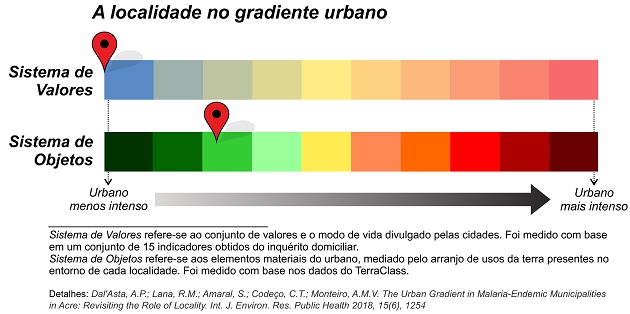 A localidade no gradiente urbano
Sistema de
Valores
Sistema de
Objetos
Urbano
menos intenso
Urbano
mais intenso
Sistema de Valores refere-se ao conjunto de valores e o modo de vida divulgado pelas cidades. Foi medido com base
em um conjunto de 15 indicadores obtidos do inquérito domiciliar.
Sistema de Objetos refere-se aos elementos materiais do urbano, mediado pelo arranjo de usos da terra presentes no
entorno de cada localidade. Foi medido com base nos dados do TerraClass.
Detalhes: Dal'Asta, A.P.; Lana, R.M.; Amaral, S.; Codeço, C.T.; Monteiro, A.M.V. The Urban Gradient in Malaria-Endemic Municipalities
in Acre: Revisiting the Role of Locality. Int. J. Environ. Res. Public Health 2018, 15(6), 1254